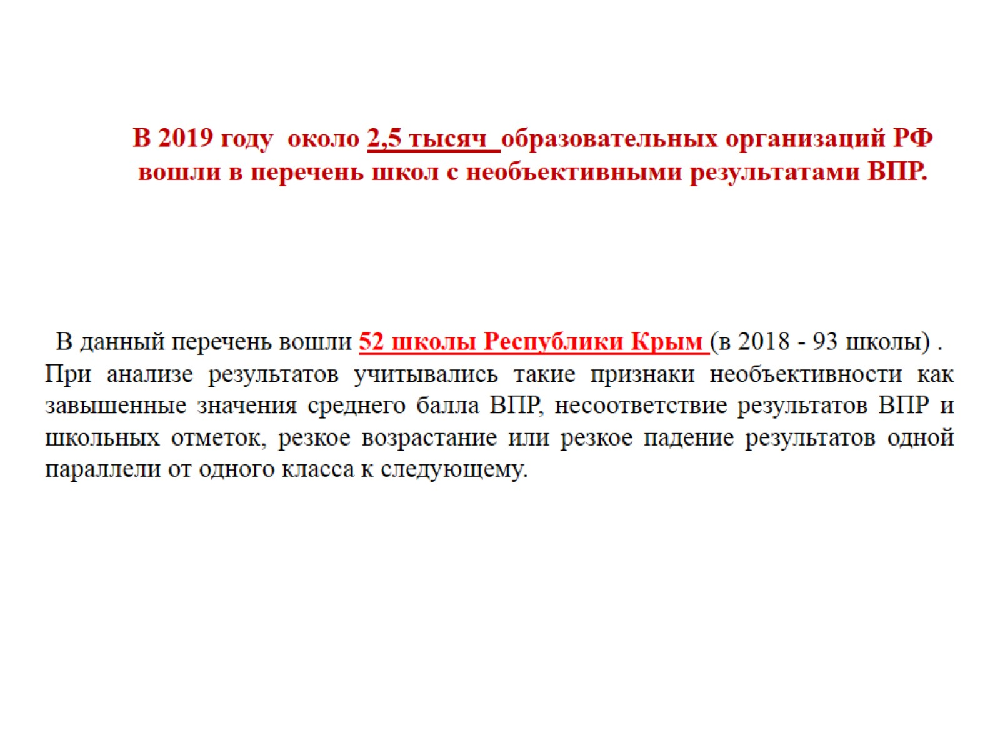 В 2019 году  около 2,5 тысяч  образовательных организаций РФ
вошли в перечень школ с необъективными результатами ВПР.
В данный перечень вошли 52 школы Республики Крым (в 2018 - 93 школы) .
При анализе результатов учитывались такие признаки необъективности как
завышенные значения среднего балла ВПР, несоответствие результатов ВПР и
школьных отметок, резкое возрастание или резкое падение результатов одной
параллели от одного класса к следующему.